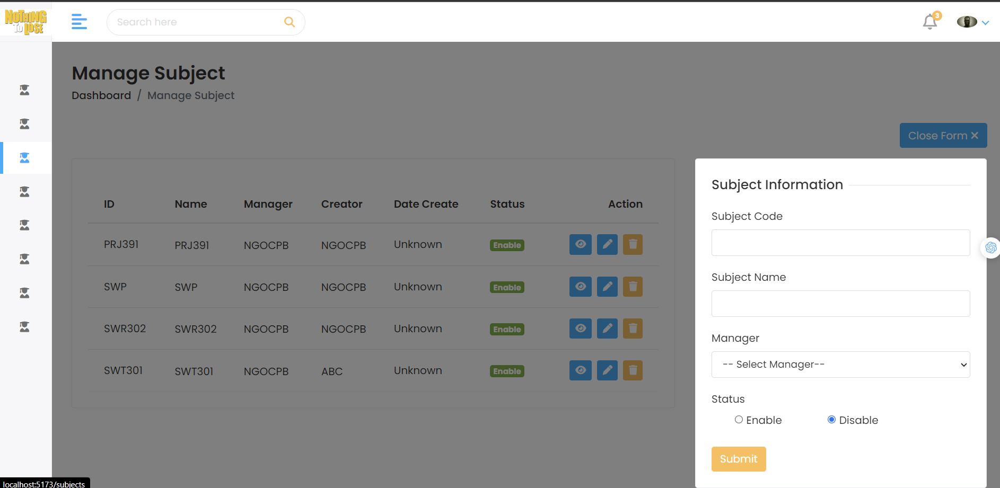 NOTHING
To LOSE
Search here
3
Manage Subject
Dashboard / Manage Subject
Close Form ×
ID Name Manager Creator Date Create Status Action
PRJ391 PRJ391 NGOCPB NGOCPB Unknown Enable
SWP SWP NGOCPB NGOCPB Unknown Enable
SWR302 SWR302 NGOCPB NGOCPB Unknown Enable
SWT301 SWT301 NGOCPB ABC Unknown Enable
Subject Information
Subject Code
Subject Name
Manager
-- Select Manager--
Status
Enable Disable
Submit
localhost:5173/subjects